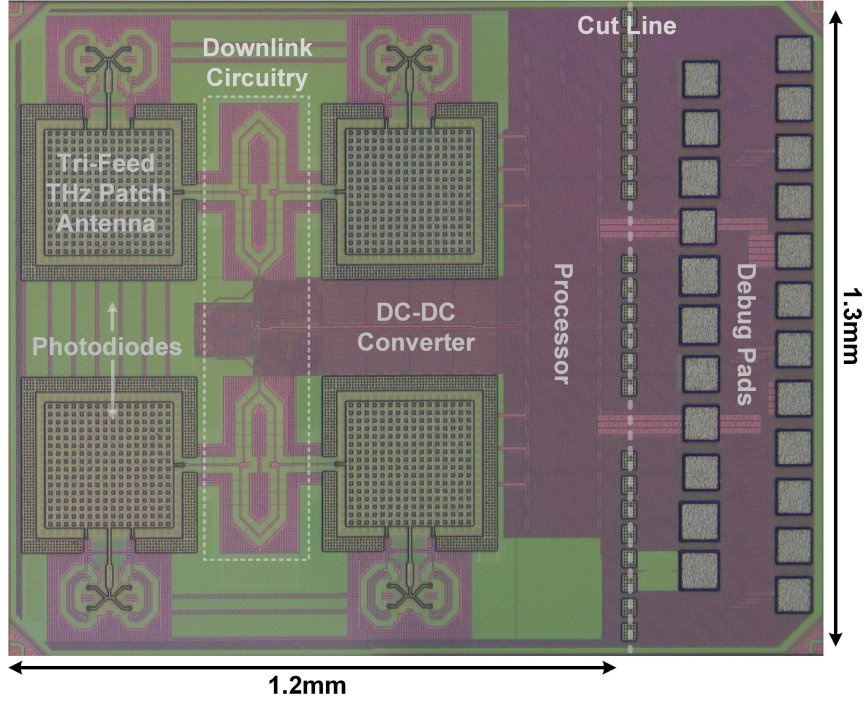 Cut Line
Downlink
Circuitry
Tri-Feed
THz Patch
Antenna
Photodiodes
DC-DC
Converter
Processor
Debug Pads
1.3mm
1.2mm